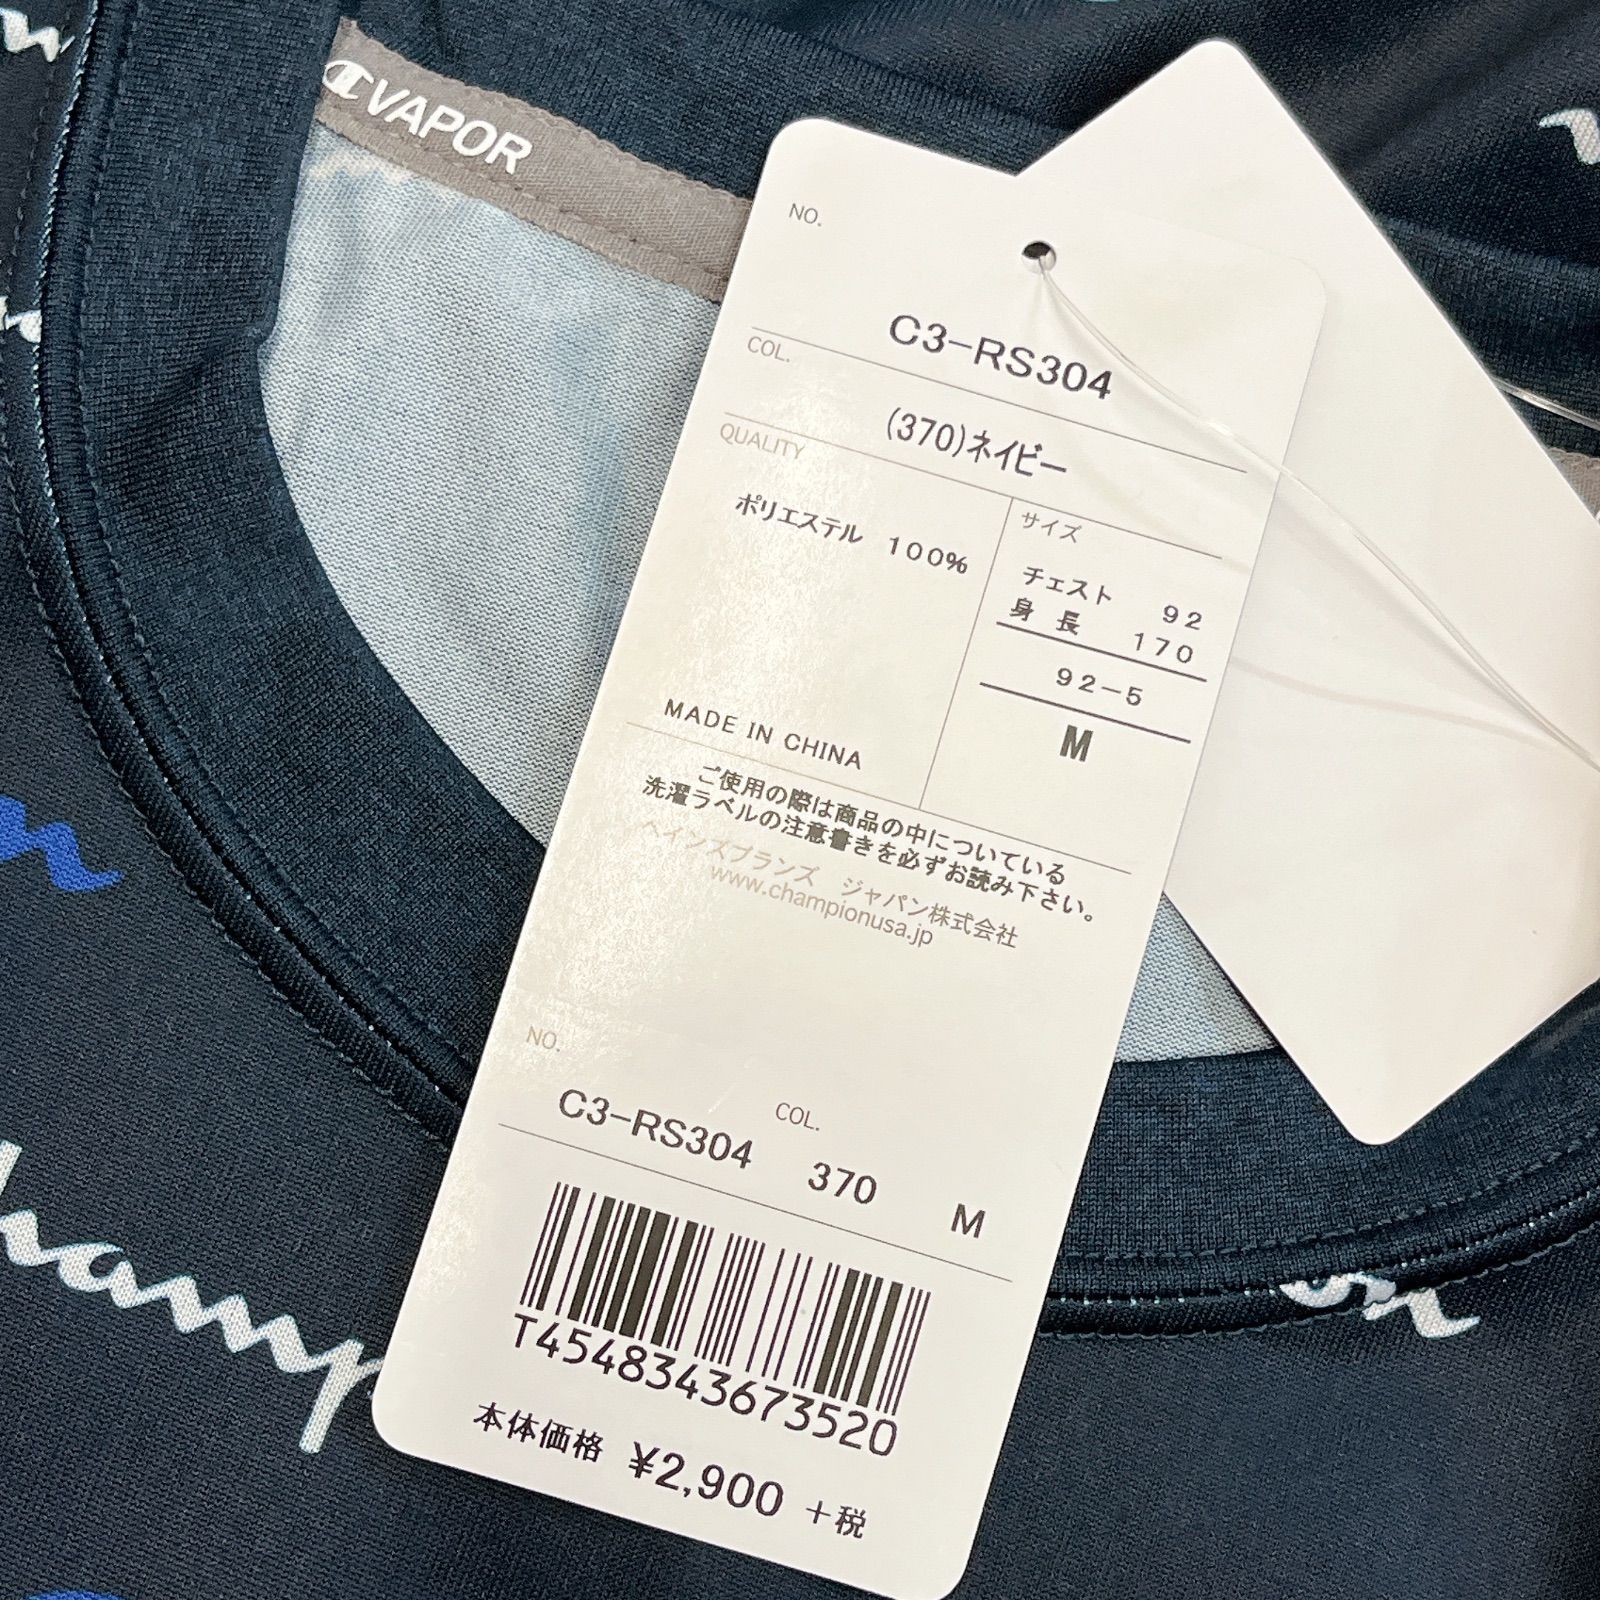 VAPOR
NO.
C3-RS304
COL.
(370)ネイビー
QUALITY
ポリエステル 100%
サイズ
チェスト 92
身長 170
92-5
M
MADE IN CHINA
ご使用の際は商品の中についている
洗濯ラベルの注意書きを必ずお読み下さい。
ヘインズブランズ ジャパン株式会社
www.championusa.jp
NO.
C3-RS304
COL.
370
M
T4548343673520
本体価格 ¥2,900 +税
hamp
on